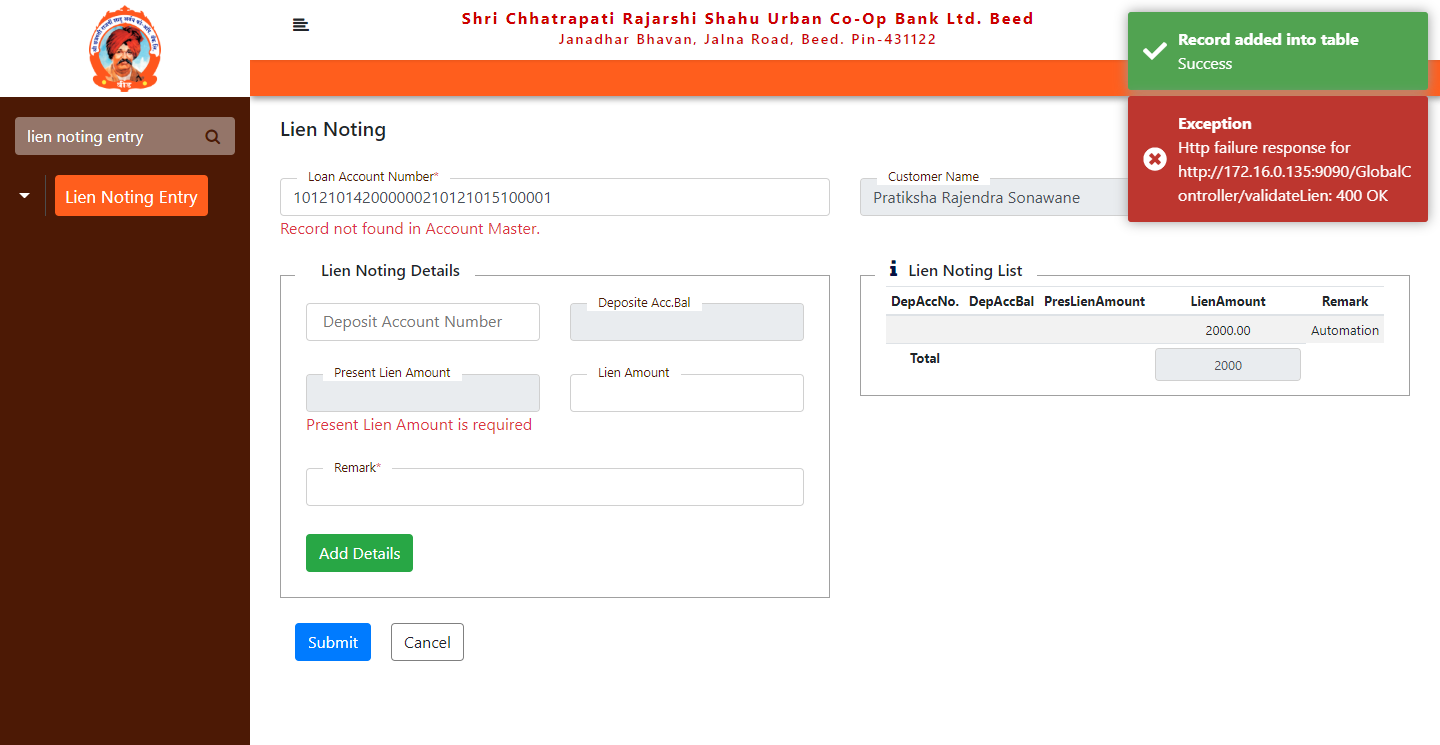 Shri Chhatrapati Rajarshi Shahu Urban Co-Op Bank Ltd. Beed
Janadhar Bhavan, Jalna Road, Beed. Pin-431122
Record added into table
Success
Exception
Http failure response for
http://172.16.0.135:9090/GlobalC
ontroller/validateLien: 400 OK
lien noting entry
Lien Noting Entry
Lien Noting
Loan Account Number*
101210142000000210121015100001
Record not found in Account Master.
Customer Name
Pratiksha Rajendra Sonawane
Lien Noting Details
Deposit Account Number
Deposite Acc.Bal
Present Lien Amount
Lien Amount
Present Lien Amount is required
Remark*
Add Details
Submit
Cancel
Lien Noting List
DepAccNo. DepAccBal PresLienAmount LienAmount Remark
2000.00 Automation
Total 2000